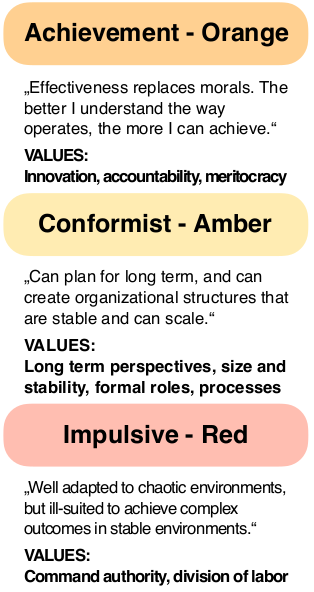 Achievement - Orange
„Effectiveness replaces morals. The
better I understand the way
operates, the more I can achieve.“
VALUES:
Innovation, accountability, meritocracy
Conformist - Amber
„Can plan for long term, and can
create organizational structures that
are stable and can scale.“
VALUES:
Long term perspectives, size and
stability, formal roles, processes
Impulsive - Red
„Well adapted to chaotic environments,
but ill-suited to achieve complex
outcomes in stable environments.“
VALUES:
Command authority, division of labor